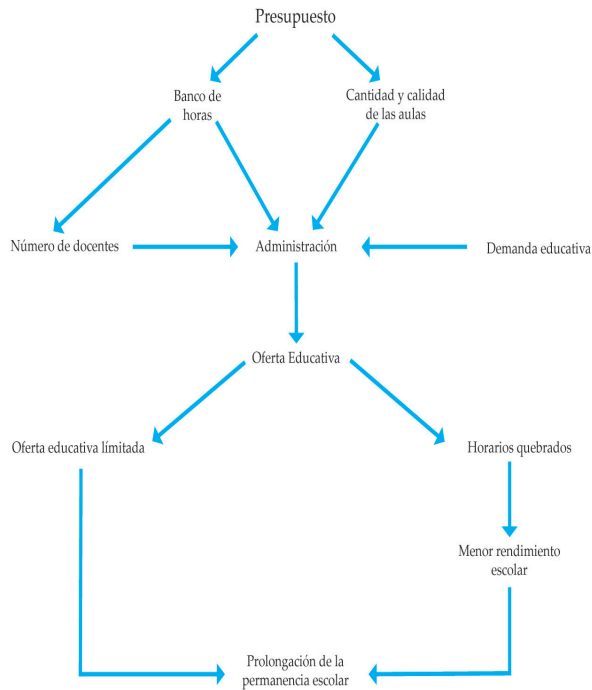 Presupuesto
Banco de
horas
Cantidad y calidad
de las aulas
Número de docentes
Administración
Demanda educativa
Oferta Educativa
Oferta educativa límitada
Horarios quebrados
Menor rendimiento
escolar
Prolongación de la
permanencia escolar